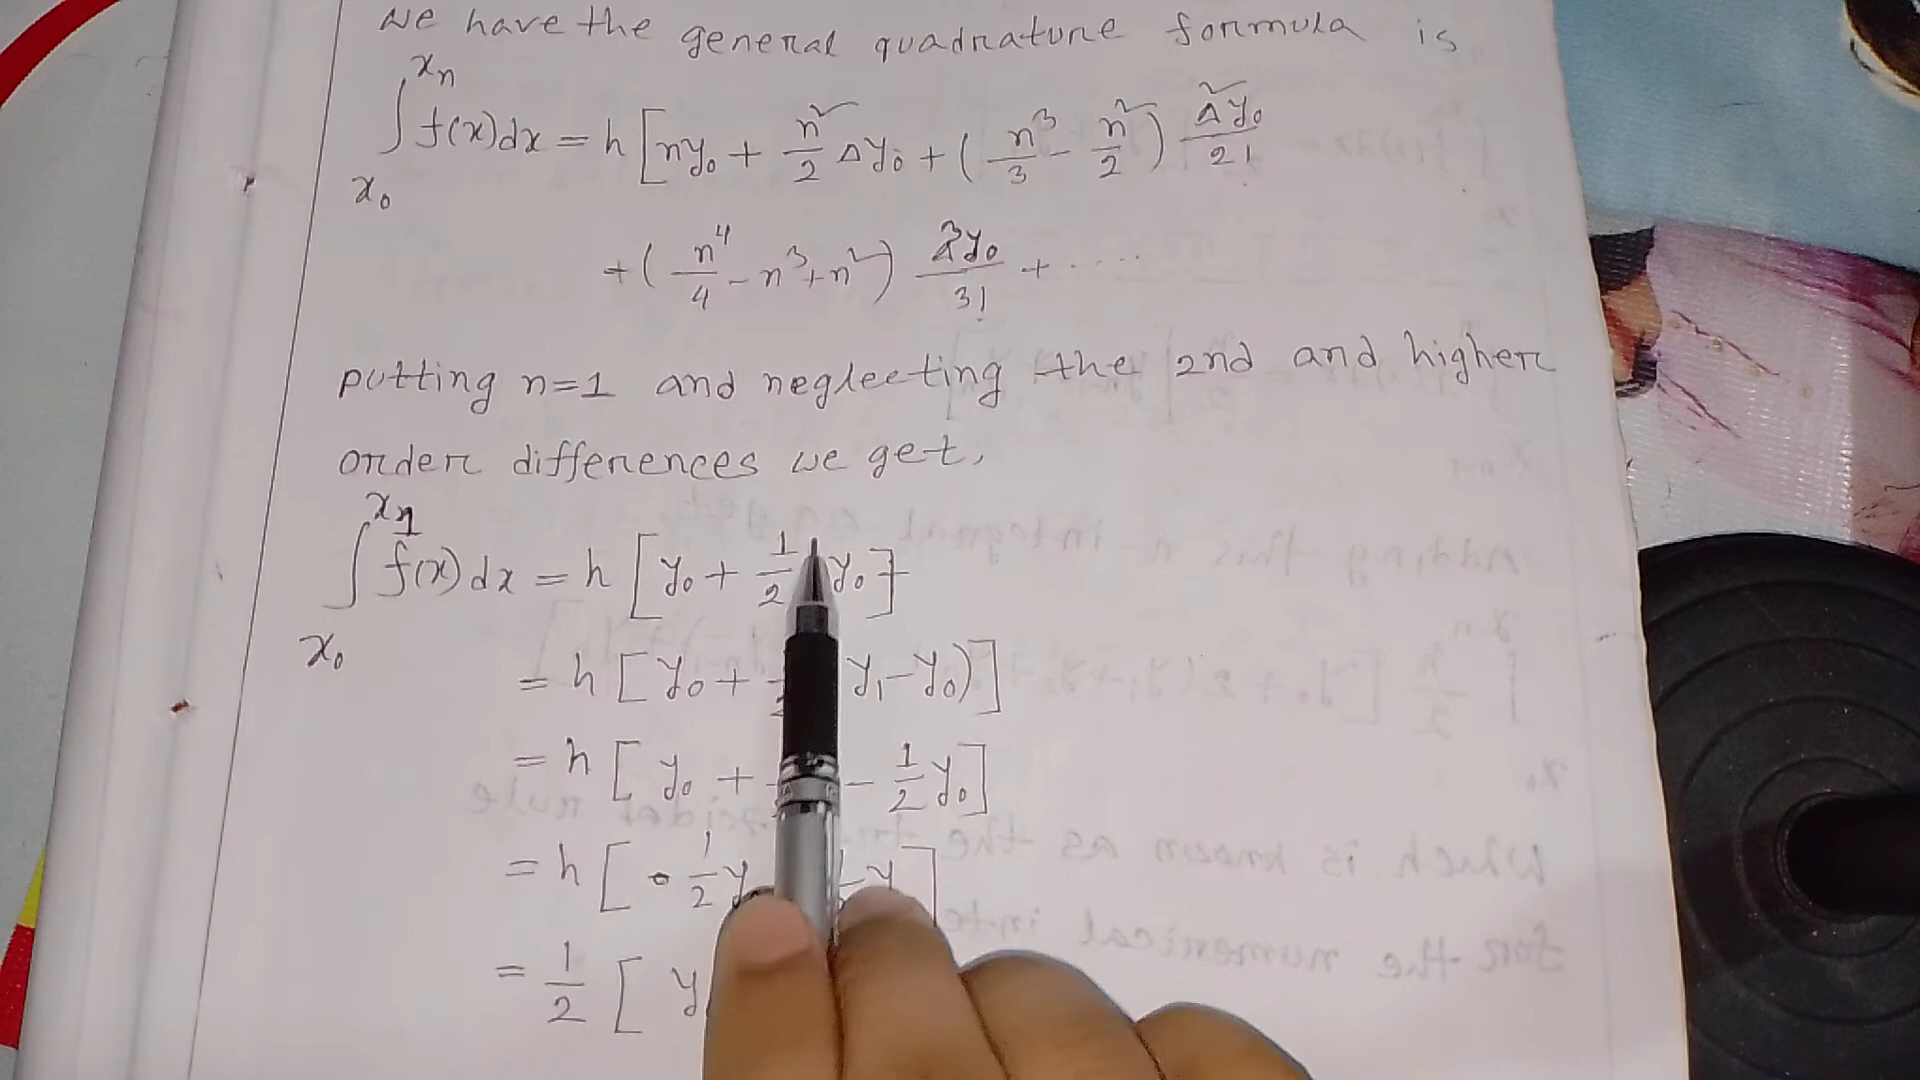 we have the general quadrature formula is
∫_{x₀}^{xₙ} f(x)dx = h [ny₀ + n²/2 Δy₀ + (n³/3 - n²/2) Δ²y₀/2!
+ (n⁴/4 - n³ + n²) Δ³y₀/3! + .....
putting n=1 and neglecting the 2nd and higher
order differences we get,
∫_{x₀}^{x₁} f(x)dx = h [y₀ + 1/2 y₀]
= h [y₀ + y₁ - y₀)]
= h [y₀ + - 1/2 y₀]
= h [ 1/2 y y ]
= 1/2 [ y